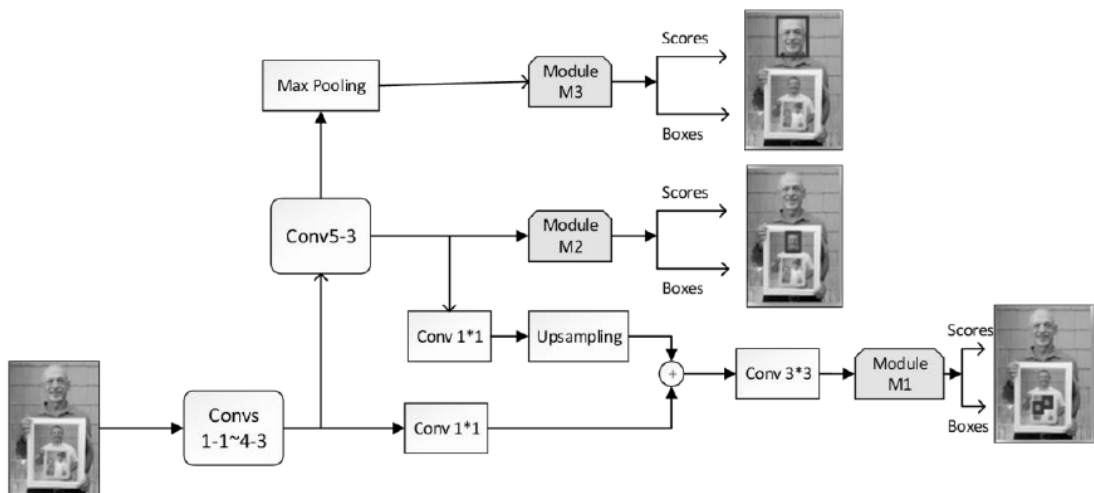 Scores
Max Pooling
Module
M3
Boxes
Scores
Conv5-3
Module
M2
Boxes
Conv 1*1
Upsampling
Scores
Convs
1-1~4-3
Conv 1*1
+
Conv 3*3
Module
M1
Boxes